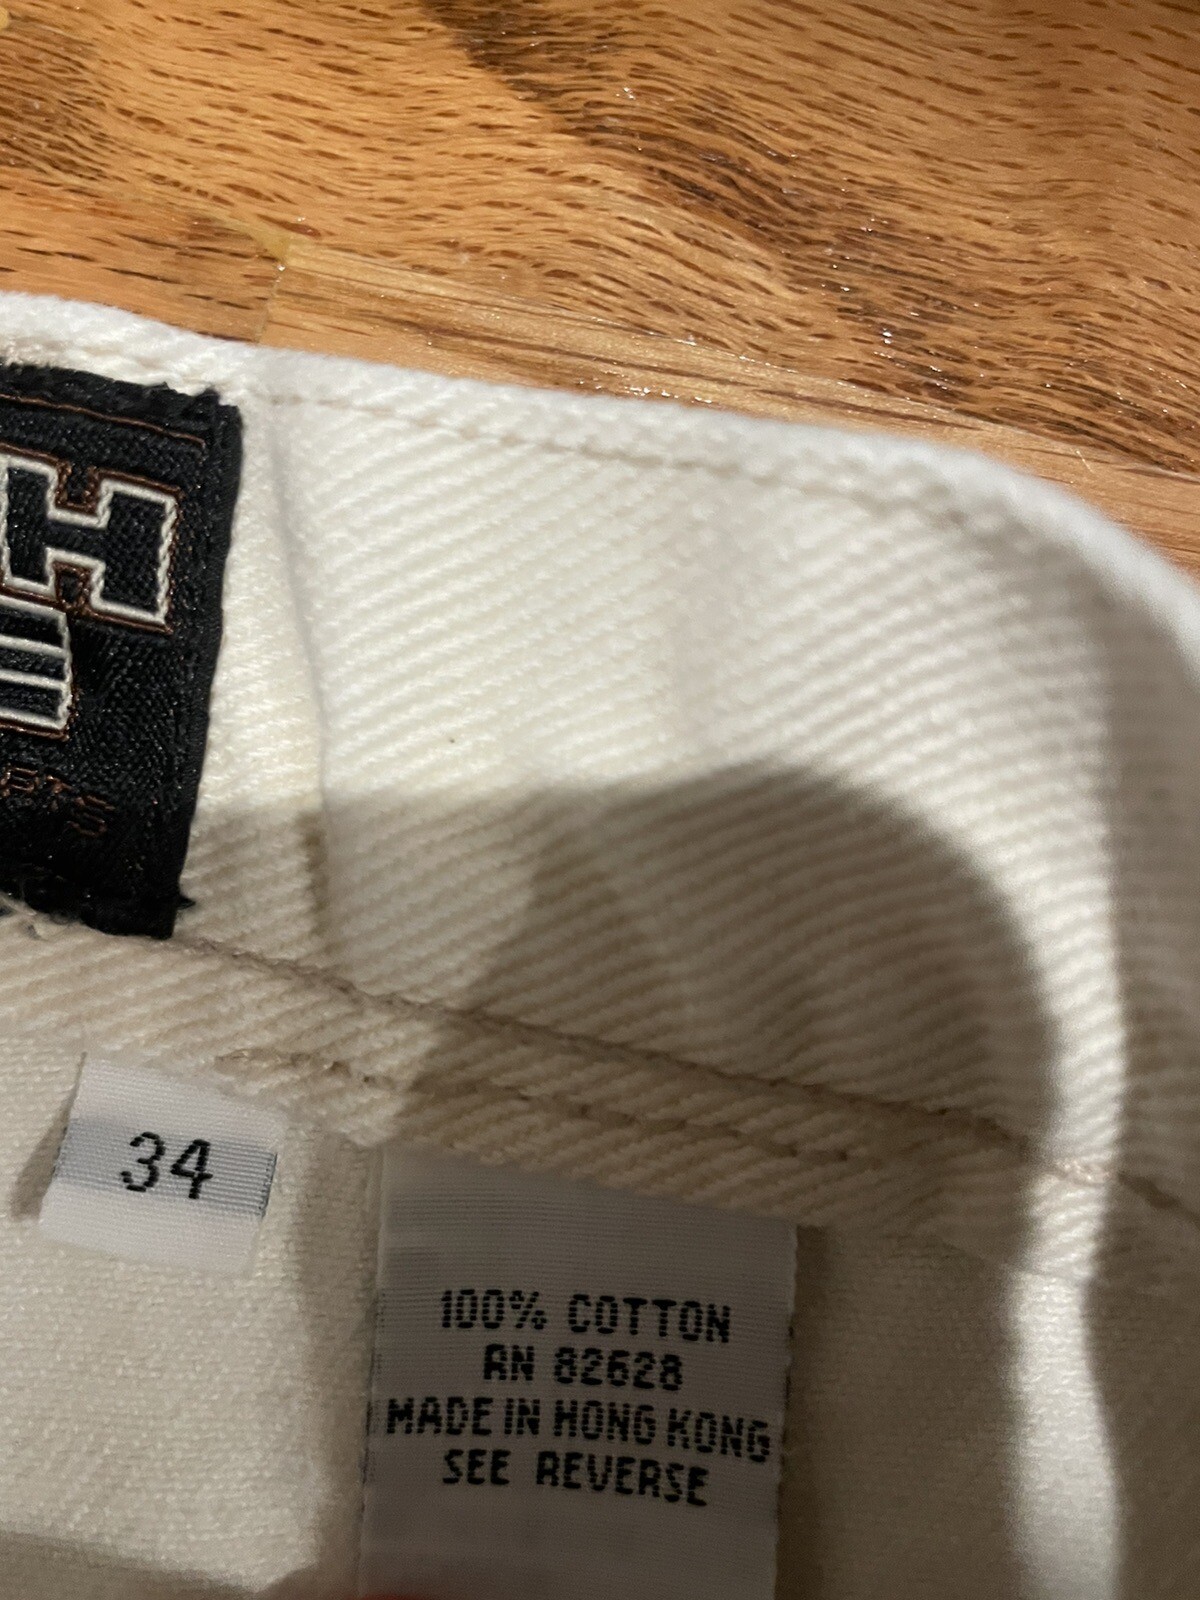 H
34
100% COTTON
RN 82628
MADE IN HONG KONG
SEE REVERSE